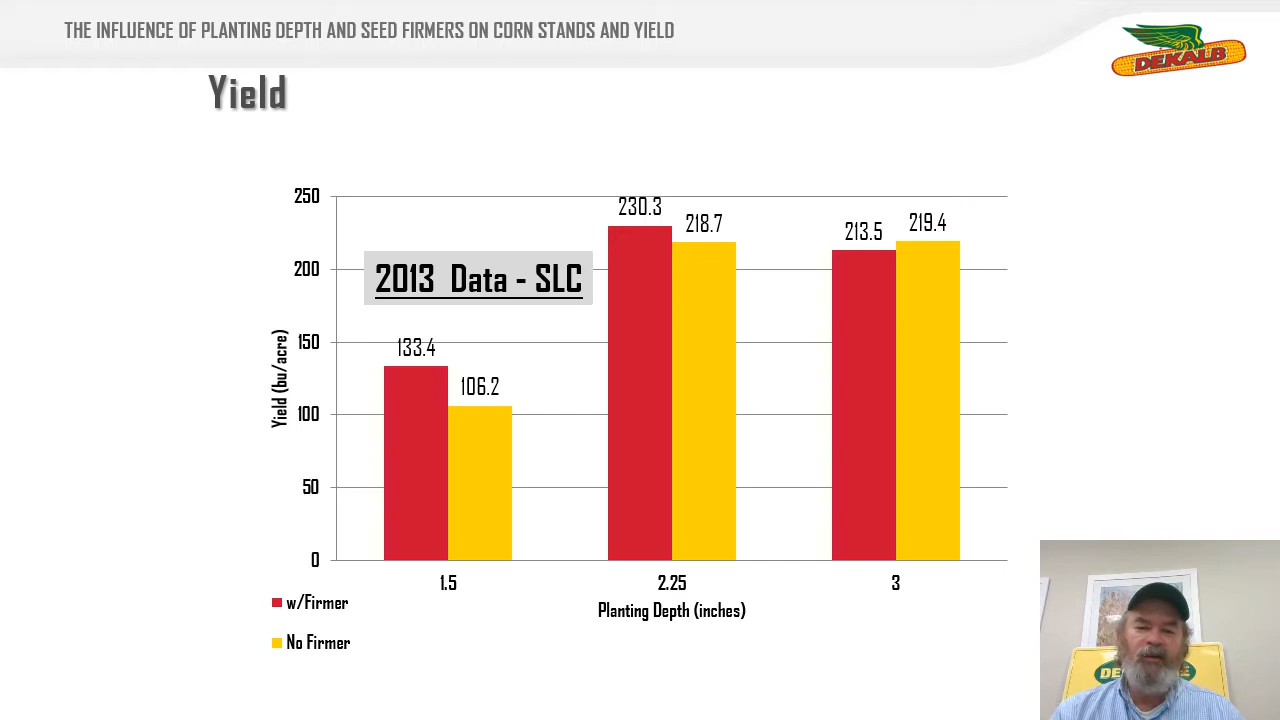 THE INFLUENCE OF PLANTING DEPTH AND SEED FIRMERS ON CORN STANDS AND YIELD
DEKALB
Yield
250
200
150
100
50
0
Yield (bu/acre)
2013 Data - SLC
133.4
106.2
230.3
218.7
213.5
219.4
1.5
2.25
3
Planting Depth (inches)
w/Firmer
No Firmer